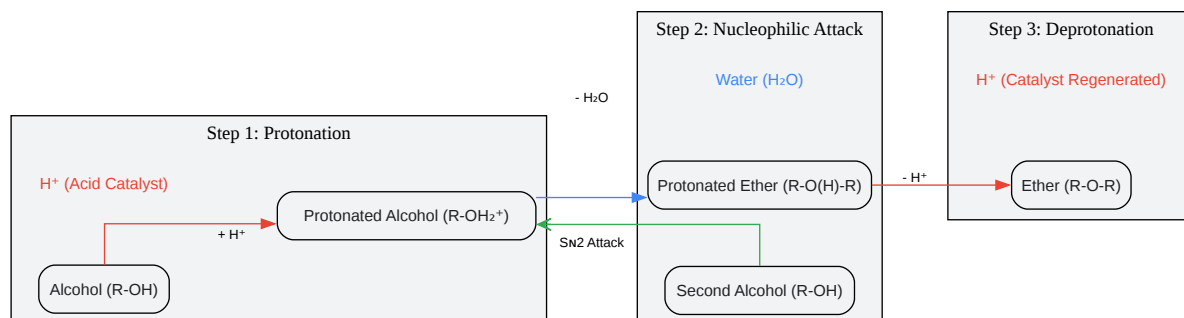 Step 1: Protonation
H⁺ (Acid Catalyst)
Protonated Alcohol (R-OH₂⁺)
+ H⁺
Alcohol (R-OH)
- H₂O
Sɴ2 Attack
Step 2: Nucleophilic Attack
Water (H₂O)
Protonated Ether (R-O(H)-R)
Second Alcohol (R-OH)
- H⁺
Step 3: Deprotonation
H⁺ (Catalyst Regenerated)
Ether (R-O-R)